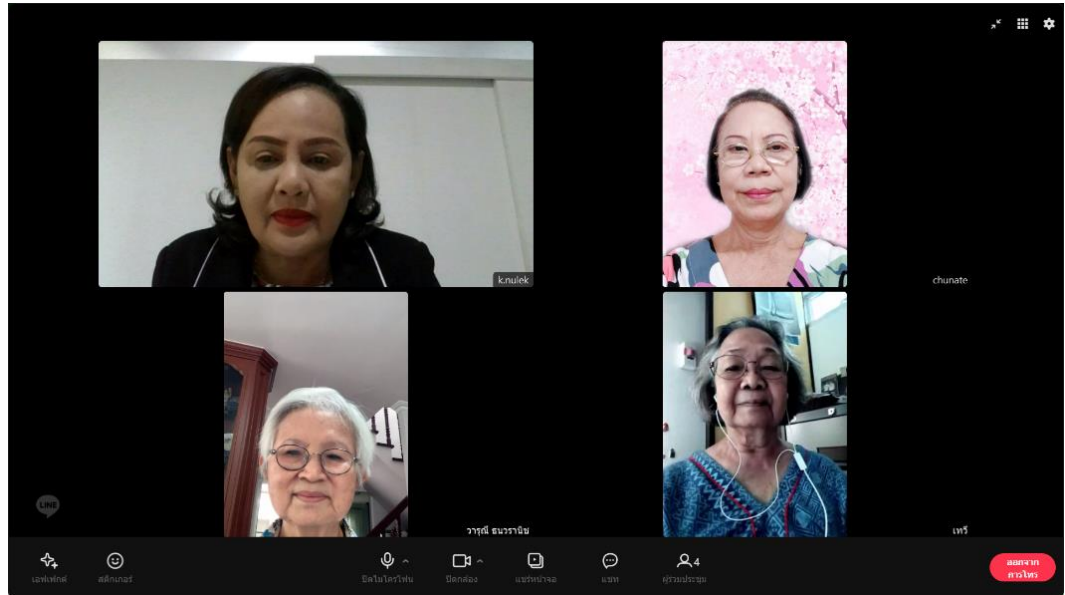 k.nulek
chunate
LINE
วารุณี ธนวรานิช
เทวี
เอฟเฟกต์
สติกเกอร์
ปิดไมโครโฟน
ปิดกล้อง
แชร์หน้าจอ
แชท
4
ผู้ร่วมประชุม
ออกจาก
การโทร